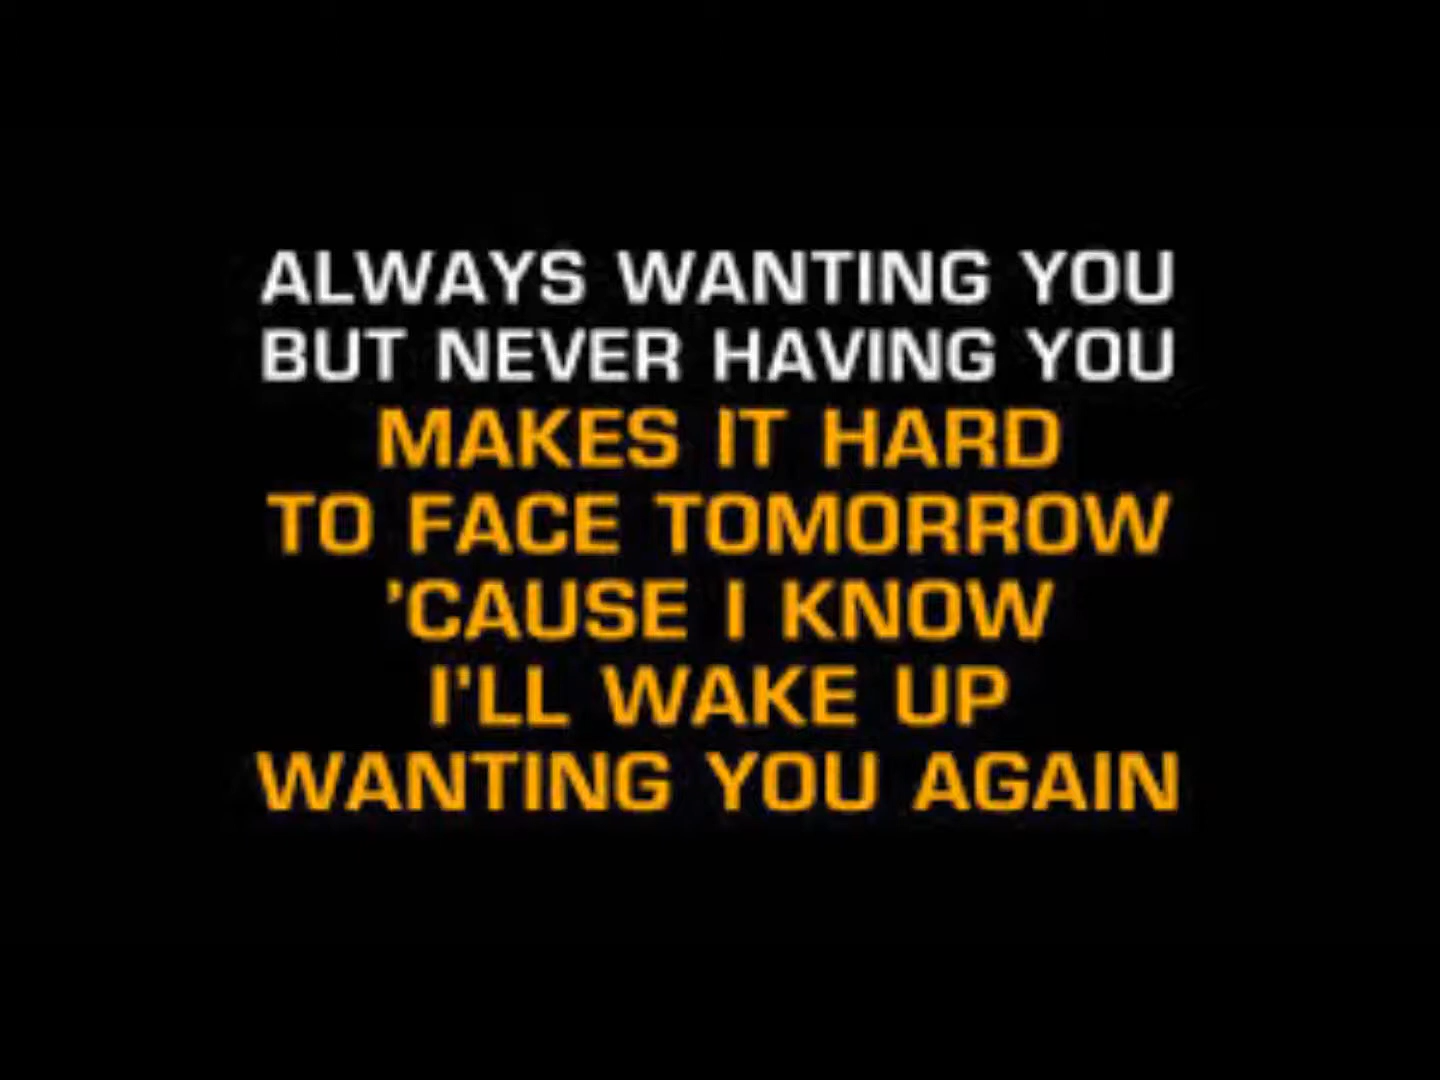 ALWAYS WANTING YOU
BUT NEVER HAVING YOU
MAKES IT HARD
TO FACE TOMORROW
'CAUSE I KNOW
I'LL WAKE UP
WANTING YOU AGAIN